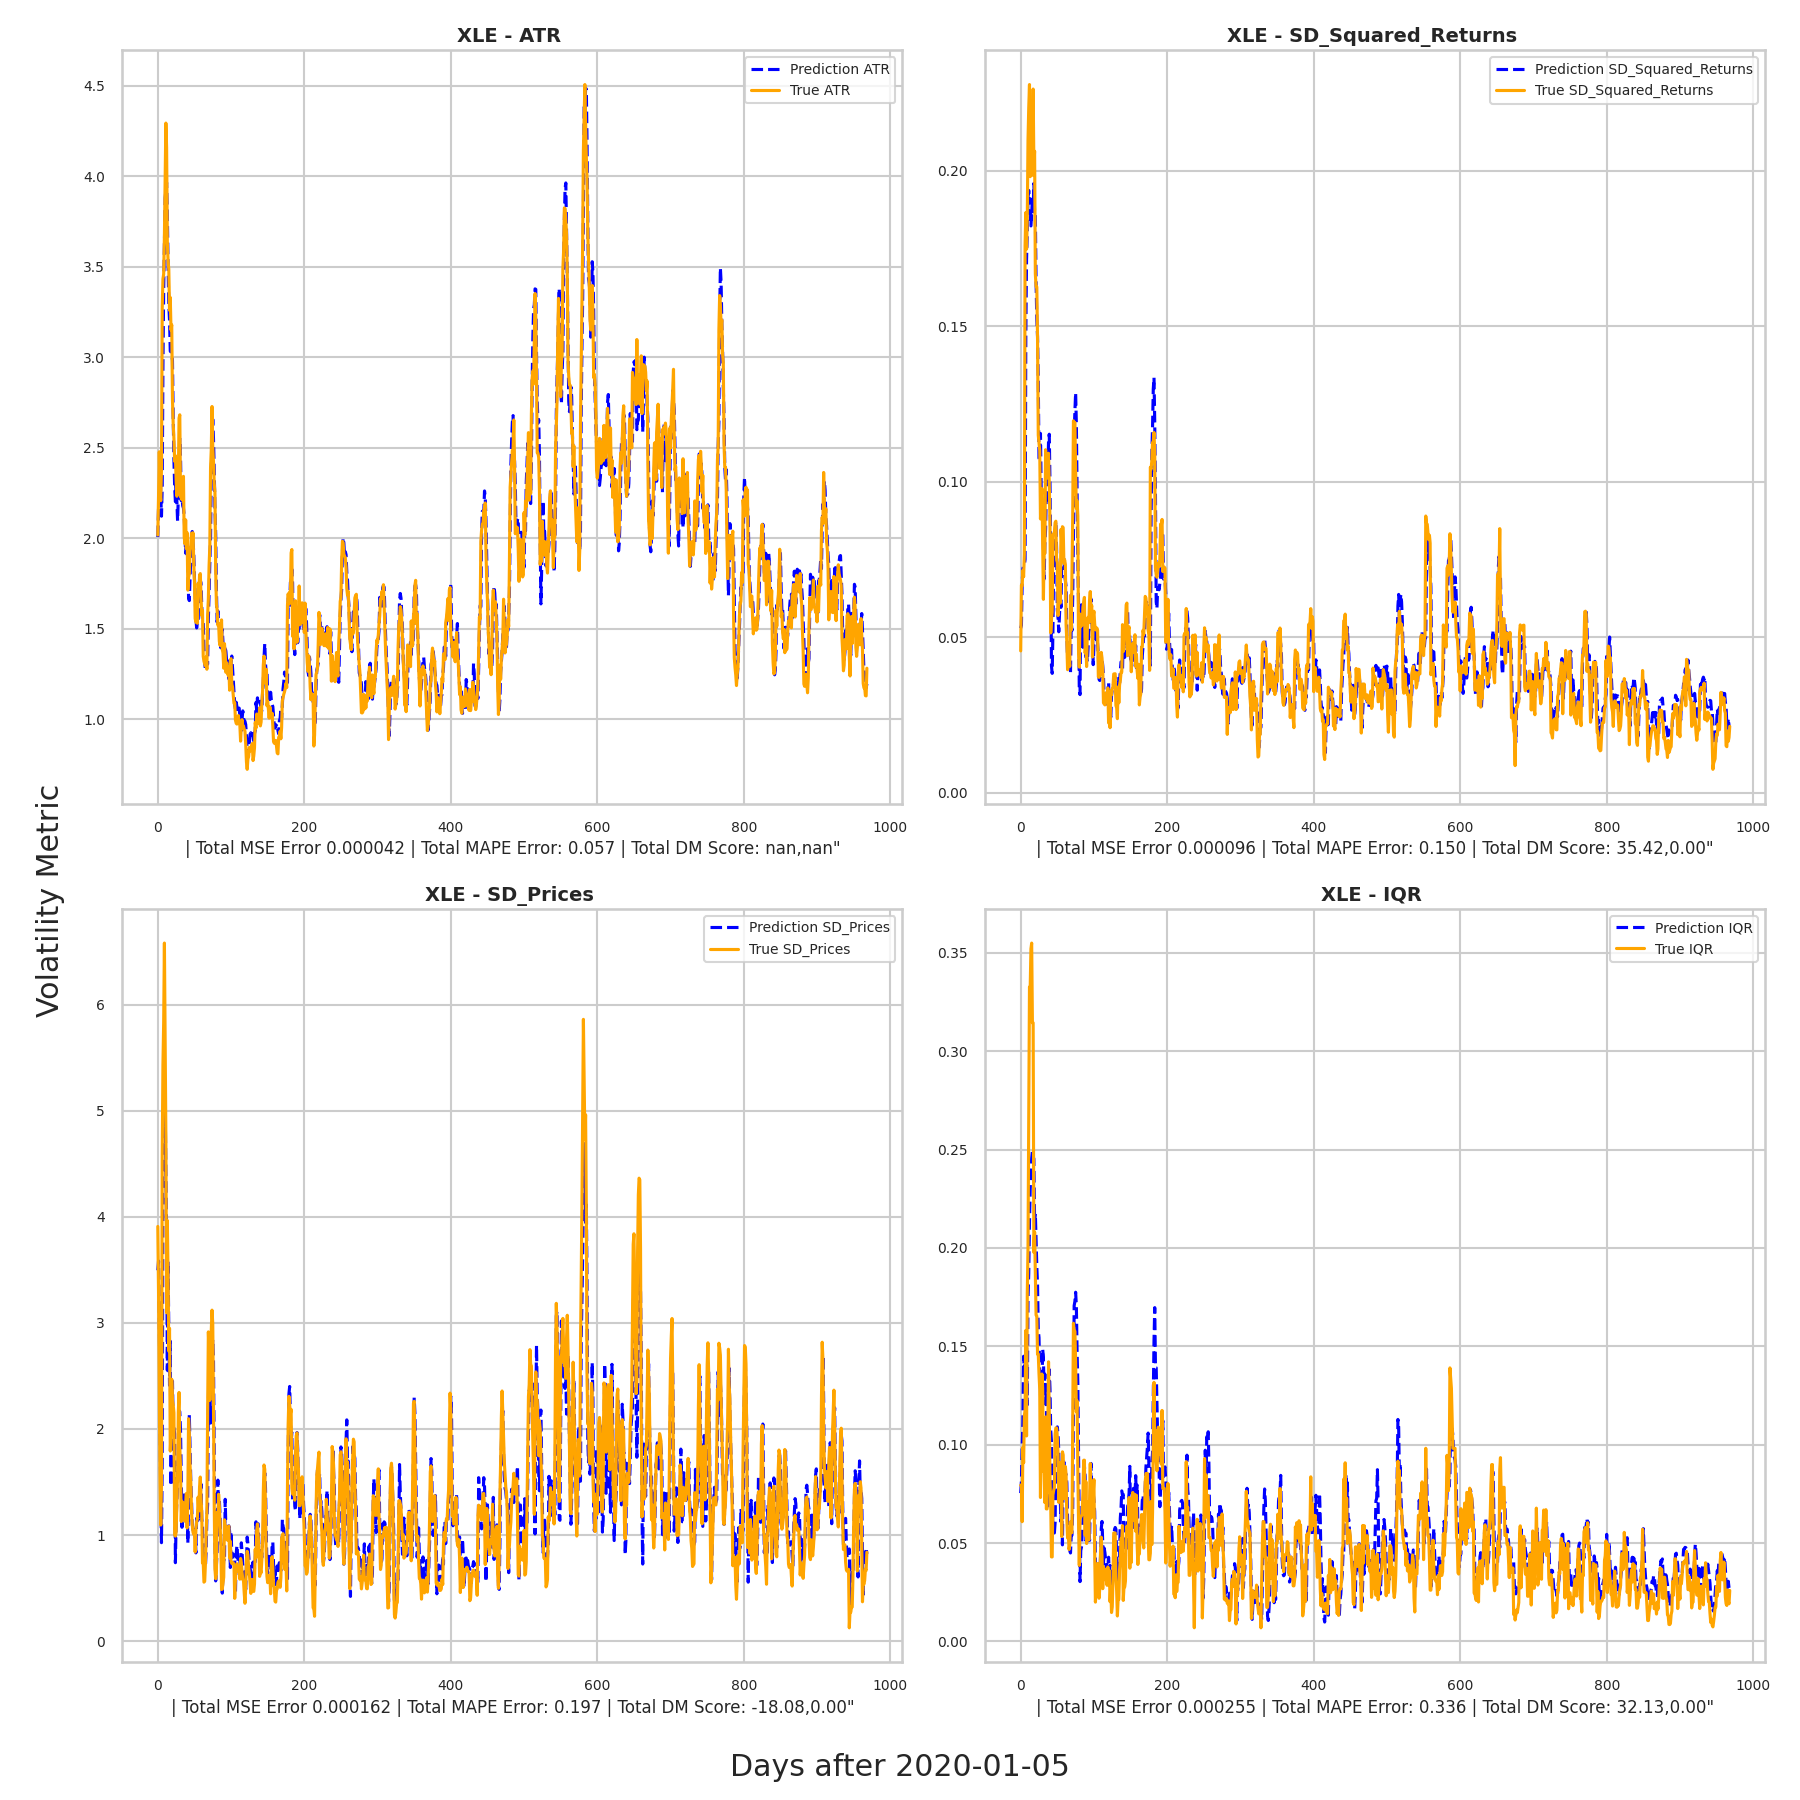 XLE - ATR
Prediction ATR
True ATR
4.5
4.0
3.5
3.0
2.5
2.0
1.5
1.0
0 200 400 600 800 1000
| Total MSE Error 0.000042 | Total MAPE Error: 0.057 | Total DM Score: nan,nan"
XLE - SD_Squared_Returns
Prediction SD_Squared_Returns
True SD_Squared_Returns
0.20
0.15
0.10
0.05
0.00
0 200 400 600 800 1000
| Total MSE Error 0.000096 | Total MAPE Error: 0.150 | Total DM Score: 35.42,0.00"
Volatility Metric
XLE - SD_Prices
Prediction SD_Prices
True SD_Prices
6
5
4
3
2
1
0
0 200 400 600 800 1000
| Total MSE Error 0.000162 | Total MAPE Error: 0.197 | Total DM Score: -18.08,0.00"
XLE - IQR
Prediction IQR
True IQR
0.35
0.30
0.25
0.20
0.15
0.10
0.05
0.00
0 200 400 600 800 1000
| Total MSE Error 0.000255 | Total MAPE Error: 0.336 | Total DM Score: 32.13,0.00"
Days after 2020-01-05